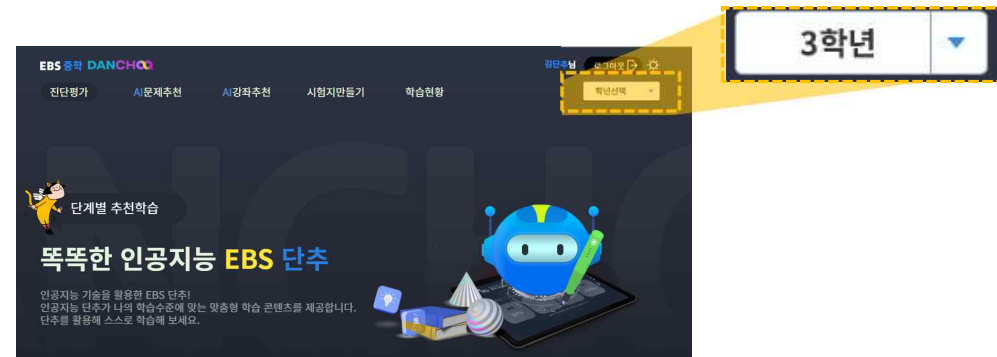 3학년
EBS 중학 DANCHOO
김단추님 로그아웃
진단평가 AI문제추천 AI강좌추천 시험지만들기 학습현황 학년선택
단계별 추천학습
똑똑한 인공지능 EBS 단추
인공지능 기술을 활용한 EBS 단추!
인공지능 단추가 나의 학습수준에 맞는 맞춤형 학습 콘텐츠를 제공합니다.
단추를 활용해 스스로 학습해 보세요.